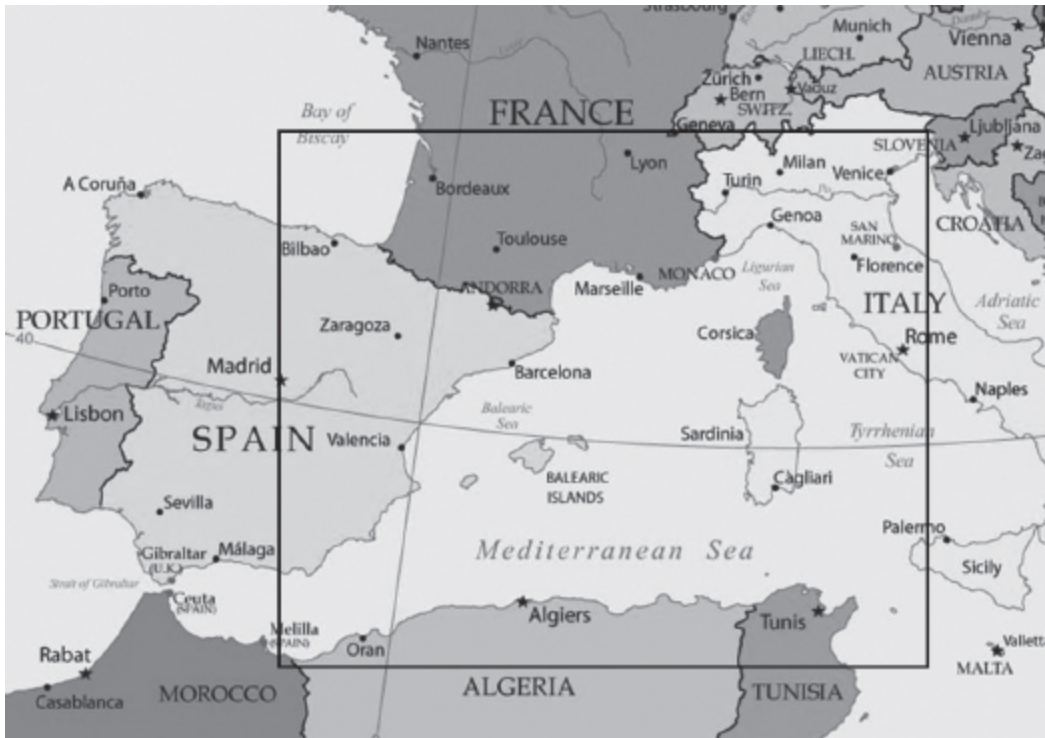 Strasbourg
Munich
Danube
Vienna
Nantes
Loire
LIECH.
Zürich
Vaduz
AUSTRIA
Bern
SWITZ.
FRANCE
Bay of
Biscay
Geneva
Ljubljana
SLOVENIA
Zag
Lyon
Milan
Venice
A Coruña
Bordeaux
Turin
Po
Genoa
SAN
MARINO
CROATIA
Bilbao
Toulouse
MONACO
Ligurian
Sea
Florence
Porto
ANDORRA
Marseille
ITALY
Adriatic
Sea
PORTUGAL
Zaragoza
Corsica
Rome
40
Madrid
Barcelona
VATICAN
CITY
Naples
Lisbon
Tagus
Balearic
Sea
SPAIN
Valencia
Sardinia
Tyrrhenian
Sea
BALEARIC
ISLANDS
Cagliari
Sevilla
Palermo
Gibraltar
(U.K.)
Málaga
Mediterranean Sea
Sicily
Strait of Gibraltar
Ceuta
(SPAIN)
Algiers
Tunis
Melilla
(SPAIN)
Oran
Valletta
Rabat
MALTA
Casablanca
MOROCCO
ALGERIA
TUNISIA